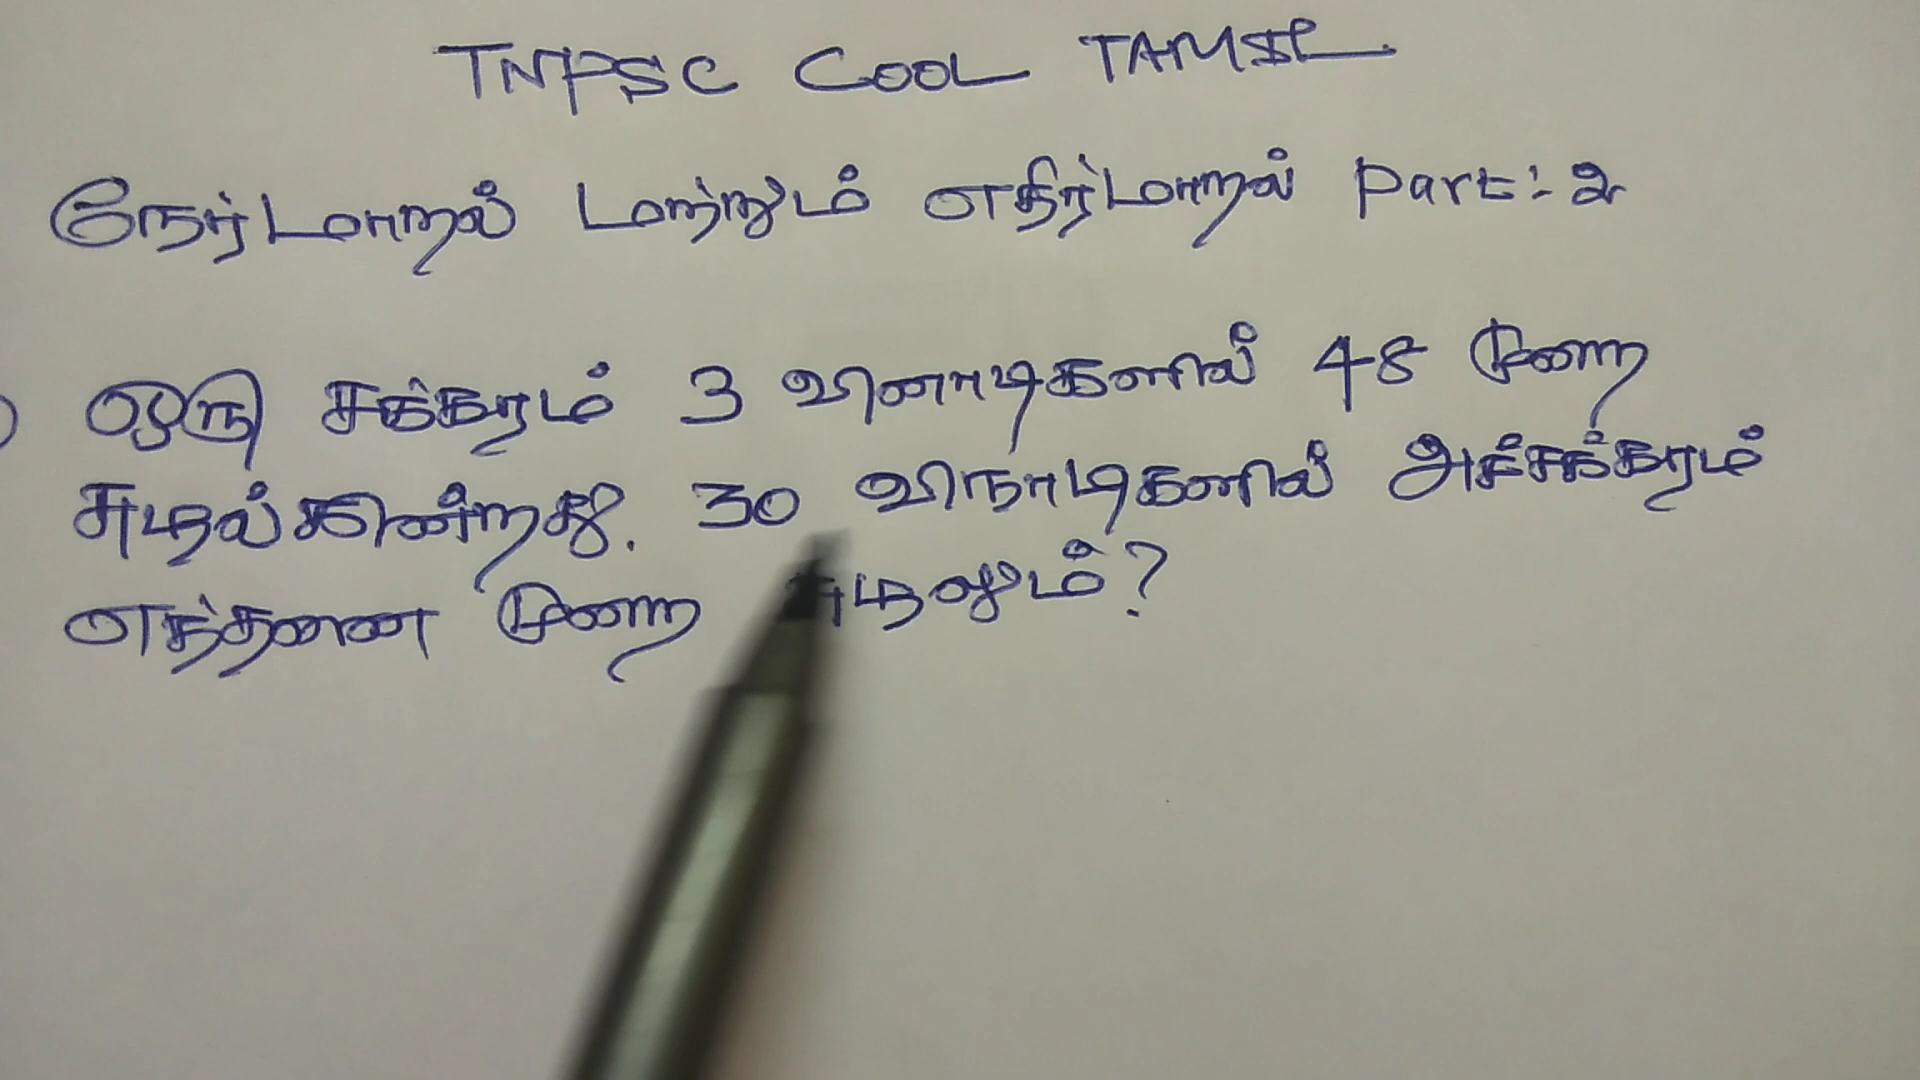 TNPSC COOL TAMIL
நேர்மாறல் மற்றும் எதிர்மாறல் Part:- 2
ஒரு சக்கரம் 3 வினாடிகளில் 48 முறை
சுழல்கின்றது. 30 விநாடிகளில் அச்சக்கரம்
எத்தனை முறை சுழலும்?